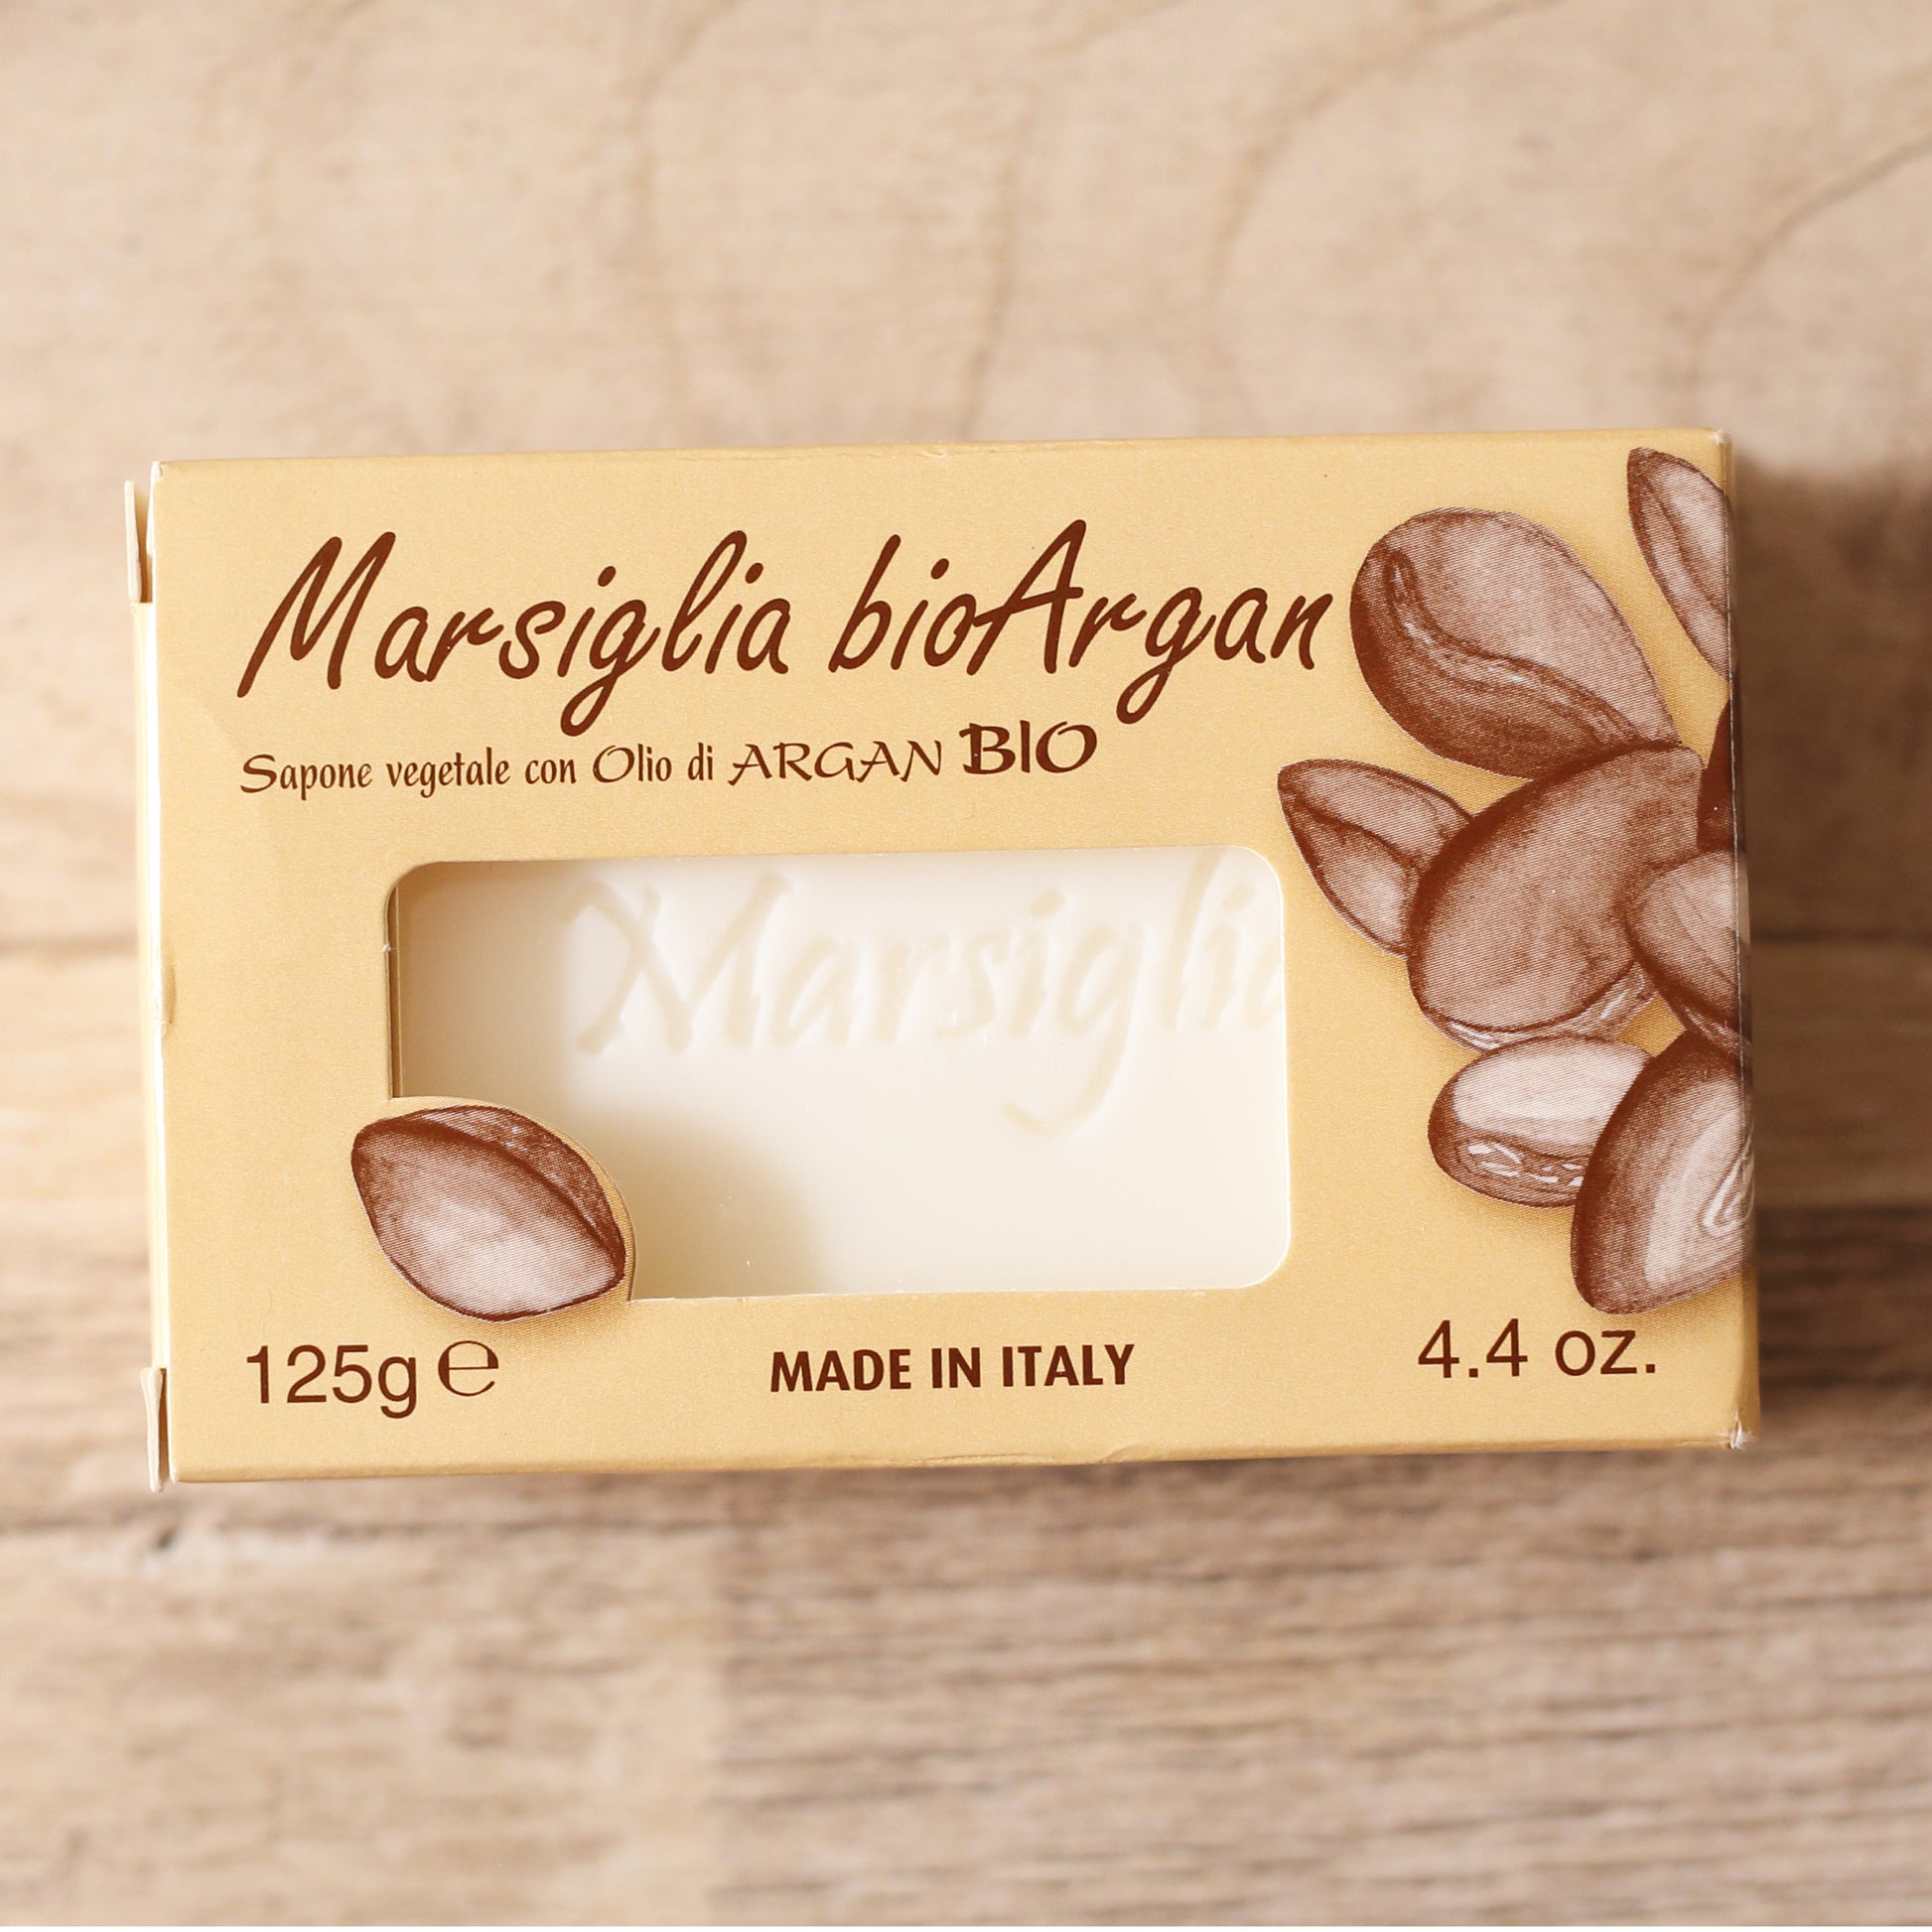 Marsiglia bioArgan
Sapone vegetale con Olio di ARGAN BIO
Marsiglia
125g ℮
MADE IN ITALY
4.4 oz.